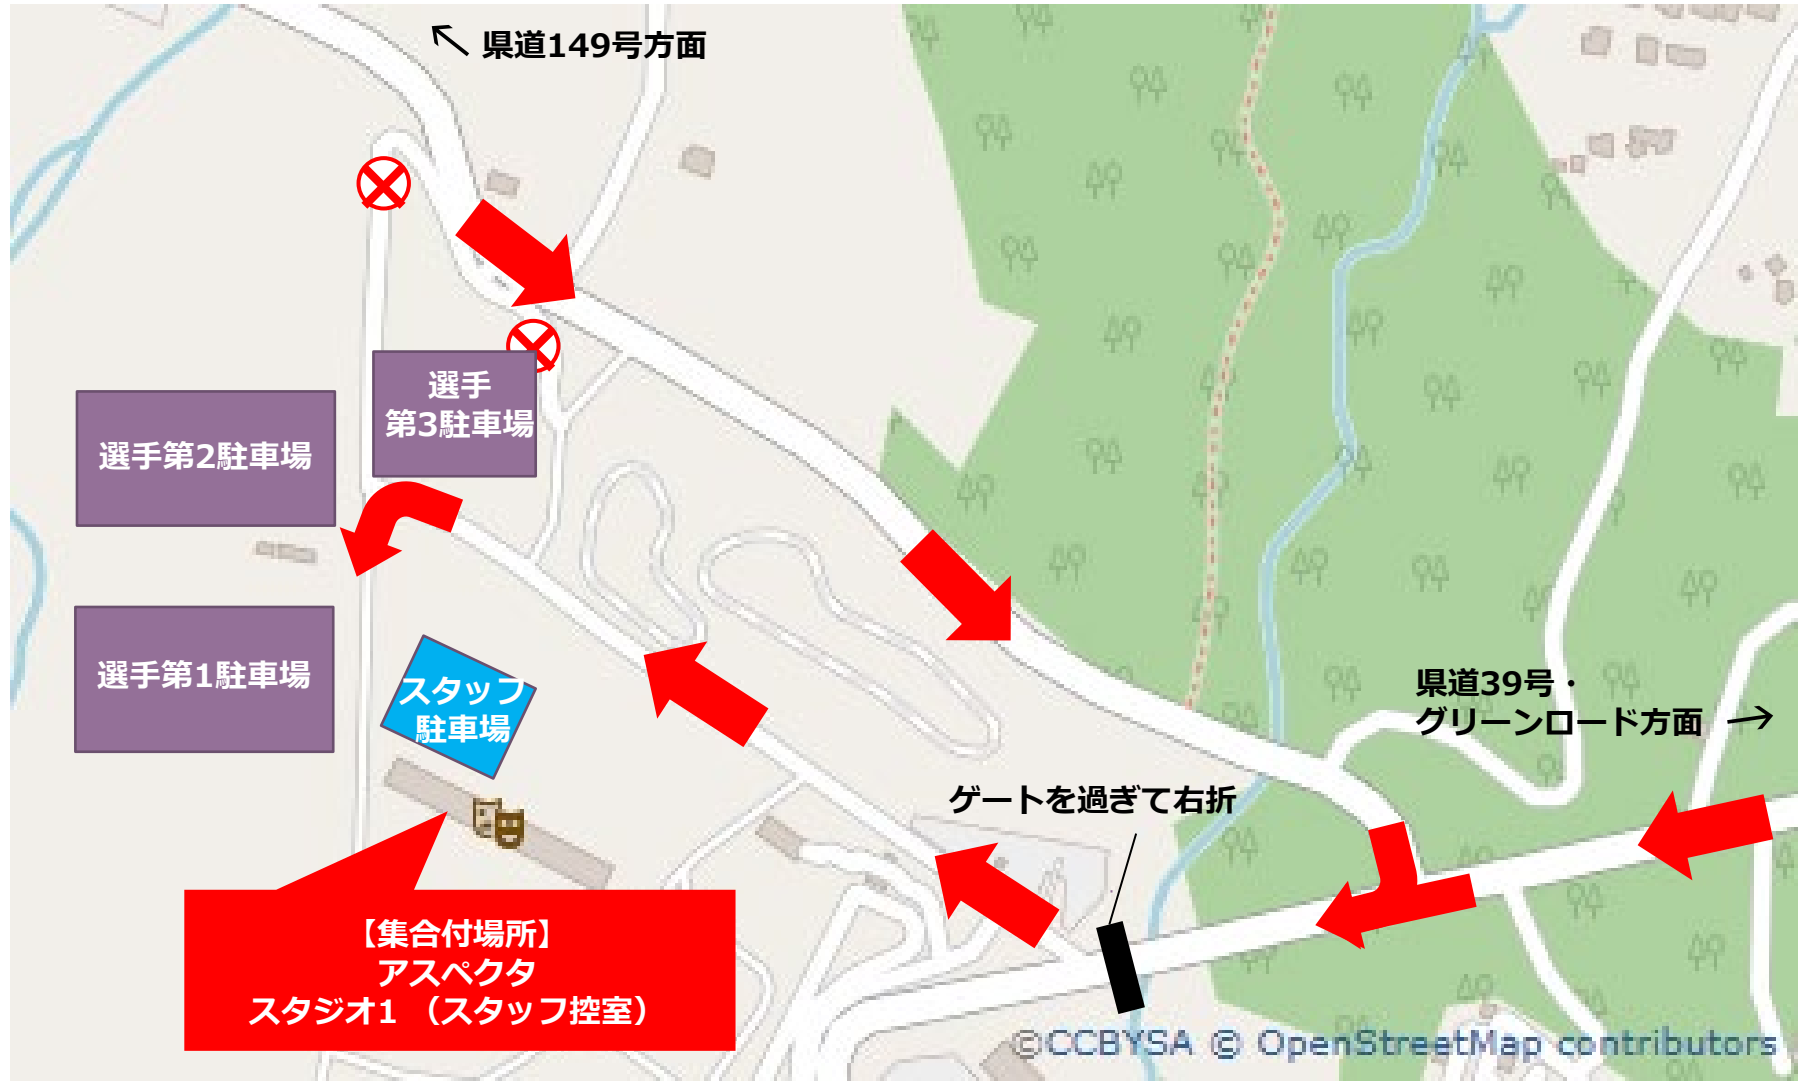 ↖ 県道149号方面
選手
第3駐車場
選手第2駐車場
選手第1駐車場
スタッフ
駐車場
県道39号・
グリーンロード方面 →
ゲートを過ぎて右折
【集合付場所】
アスペクタ
スタジオ1 （スタッフ控室）
©CCBYSA © OpenStreetMap contributors